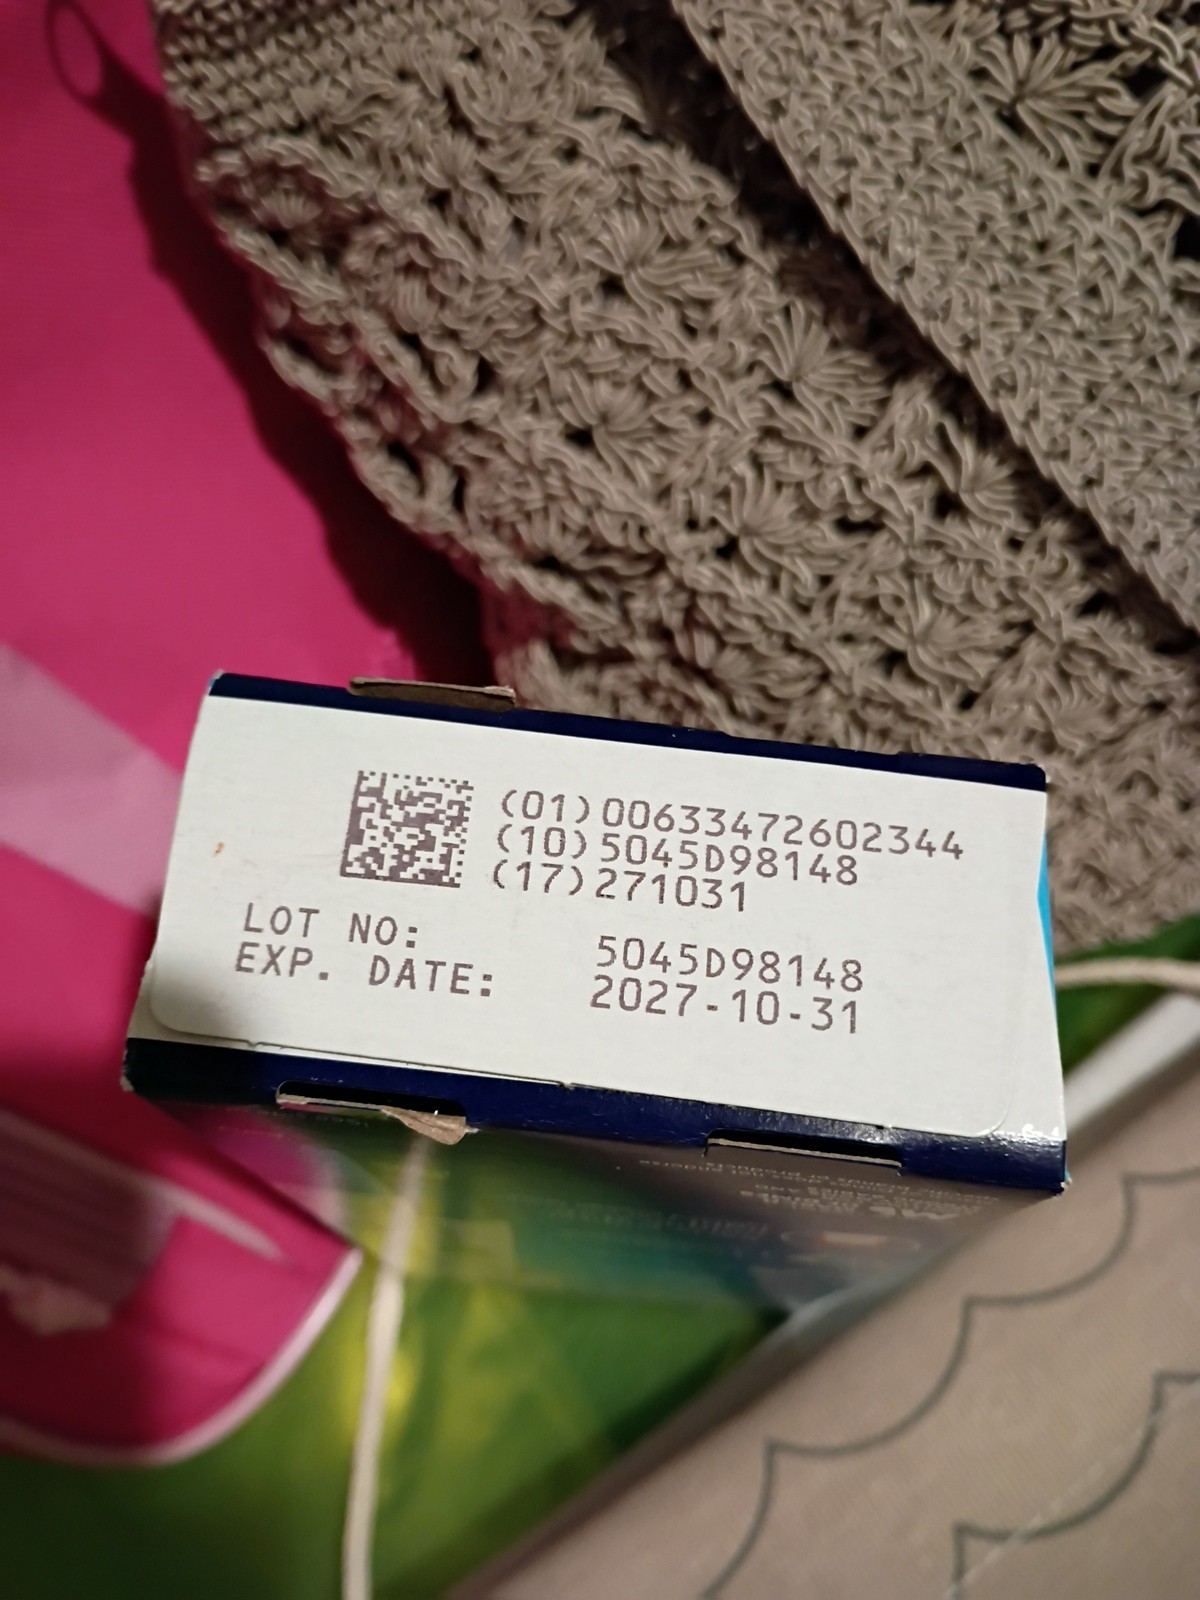 (01)00633472602344
(10)5045D98148
(17)271031
LOT NO: 5045D98148
EXP. DATE: 2027-10-31